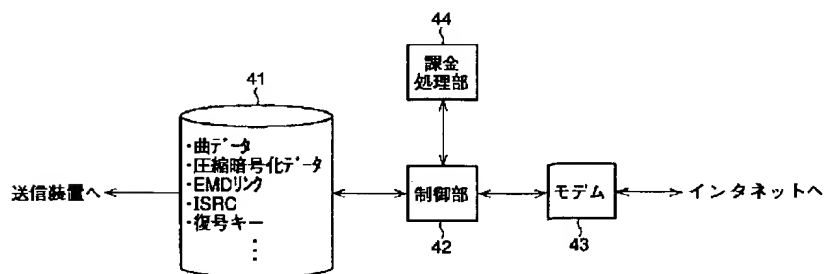 44
課金
処理部
41
・曲データ
・圧縮暗号化データ
・EMDリンク
・ISRC
・復号キー
⋮
送信装置へ
制御部
42
モデム
43
インタネットへ